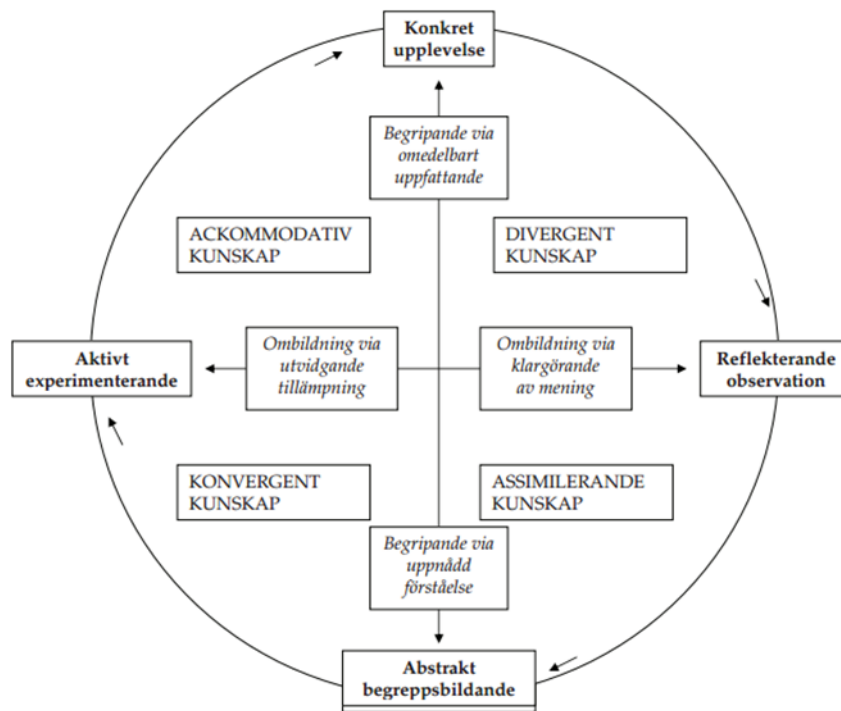 Konkret
upplevelse
Begripande via
omedelbart
uppfattande
ACKOMMODATIV
KUNSKAP
DIVERGENT
KUNSKAP
Aktivt
experimenterande
Ombildning via
utvidgande
tillämpning
Ombildning via
klargörande
av mening
Reflekterande
observation
KONVERGENT
KUNSKAP
ASSIMILERANDE
KUNSKAP
Begripande via
uppnådd
förståelse
Abstrakt
begreppsbildande